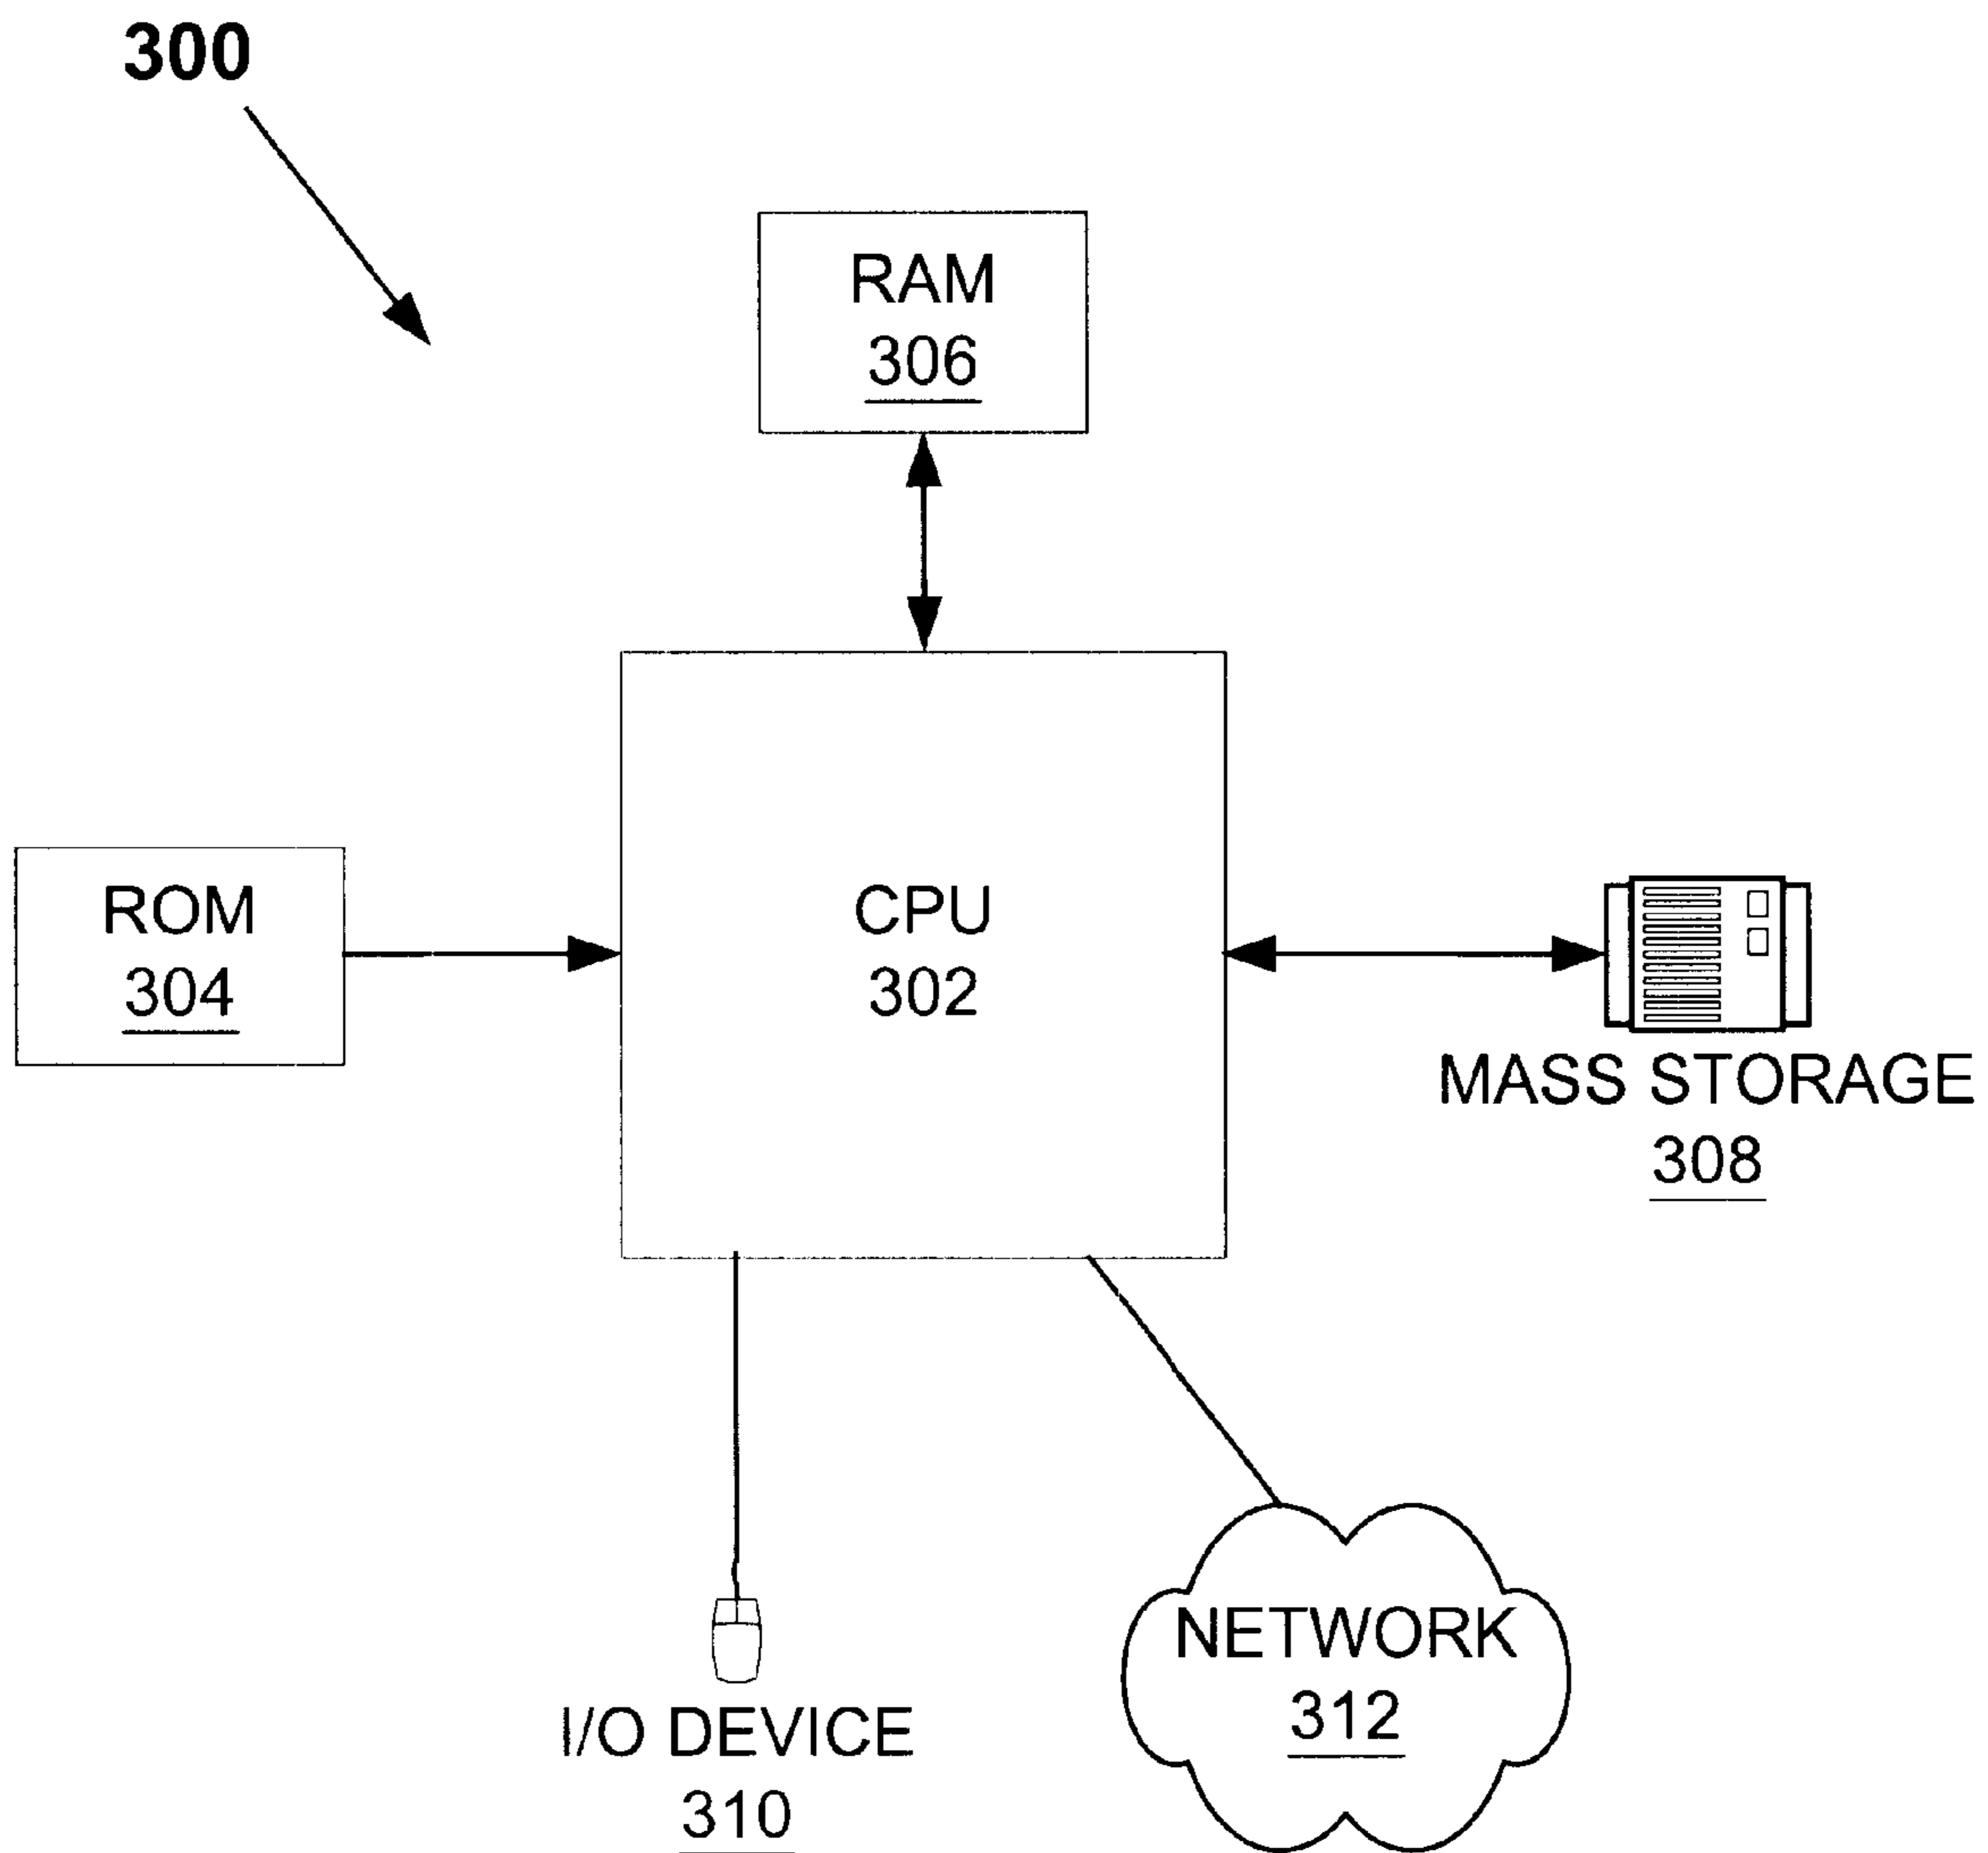 300
RAM
306
ROM
304
CPU
302
MASS STORAGE
308
I/O DEVICE
310
NETWORK
312